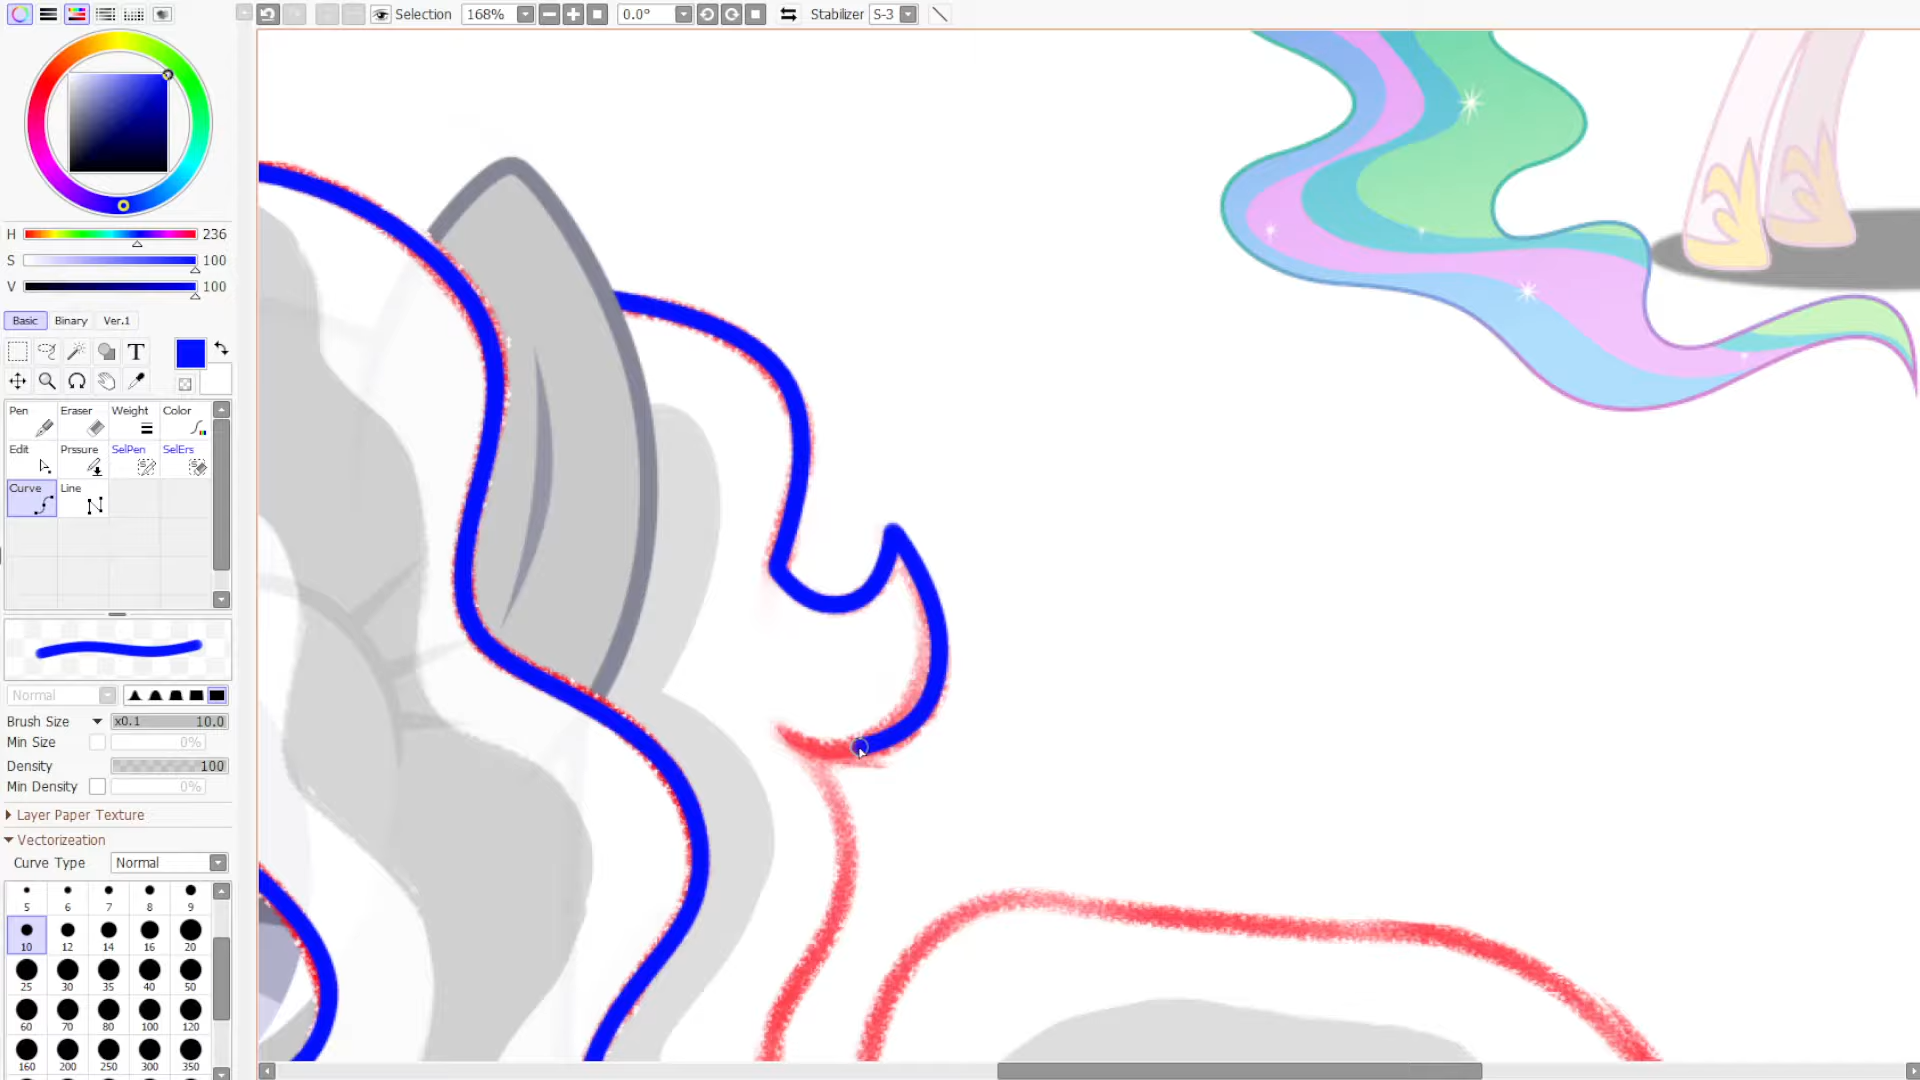 Selection 168% 0.0° Stabilizer S-3
H 236
S 100
V 100
Basic Binary Ver.1
T
Pen Eraser Weight Color
Edit Prssure SelPen SelErs
Curve Line
Normal
Brush Size x0.1 10.0
Min Size 0%
Density 100
Min Density 0%
Layer Paper Texture
Vectorizeation
Curve Type Normal
5 6 7 8 9
10 12 14 16 20
25 30 35 40 50
60 70 80 100 120
160 200 250 300 350